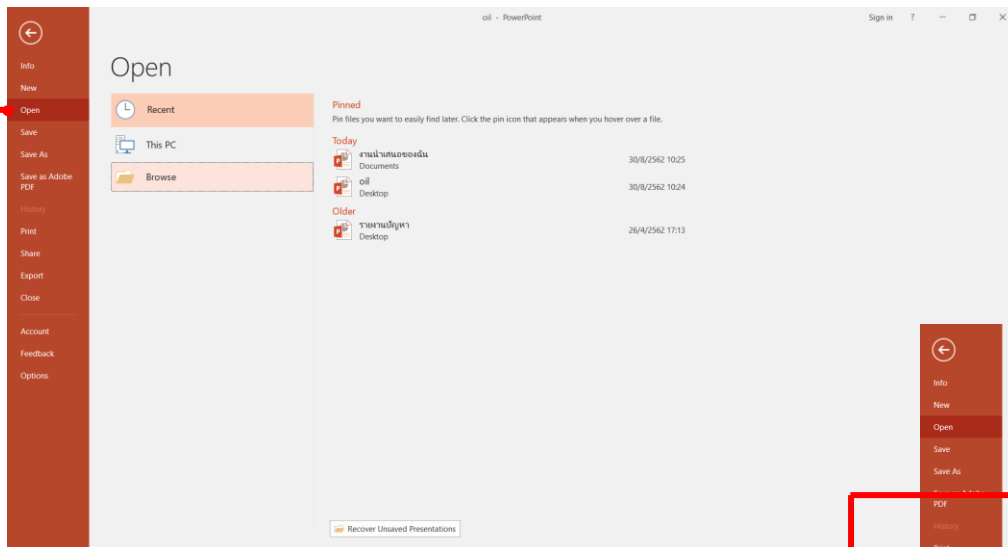 oil - PowerPoint
Sign in ?
Info
New
Open
Save
Save As
Save as Adobe
PDF
History
Print
Share
Export
Close
Account
Feedback
Options
Open
Recent
This PC
Browse
Pinned
Pin files you want to easily find later. Click the pin icon that appears when you hover over a file.
Today
งานนำเสนอของฉัน 30/8/2562 10:25
Documents
oil 30/8/2562 10:24
Desktop
Older
รายงานปัญหา 26/4/2562 17:13
Desktop
Recover Unsaved Presentations
Info
New
Open
Save
Save As
PDF
History